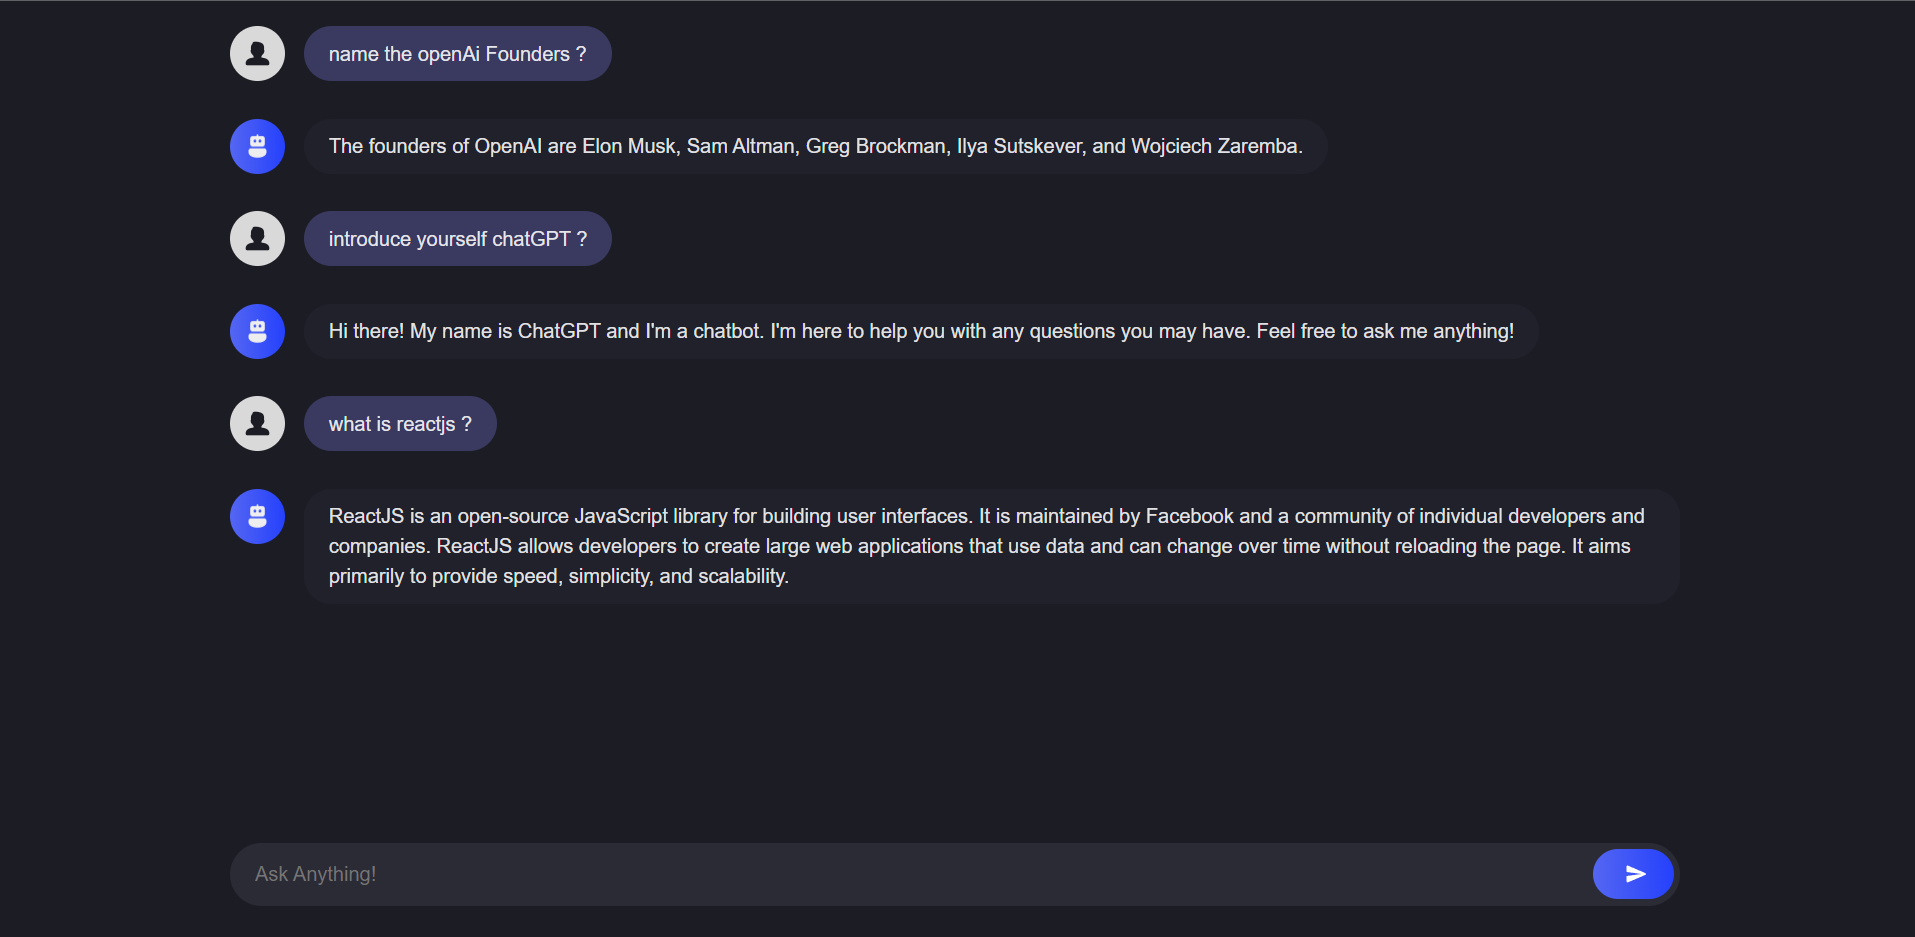 name the openAi Founders ?
The founders of OpenAI are Elon Musk, Sam Altman, Greg Brockman, Ilya Sutskever, and Wojciech Zaremba.
introduce yourself chatGPT ?
Hi there! My name is ChatGPT and I'm a chatbot. I'm here to help you with any questions you may have. Feel free to ask me anything!
what is reactjs ?
ReactJS is an open-source JavaScript library for building user interfaces. It is maintained by Facebook and a community of individual developers and
companies. ReactJS allows developers to create large web applications that use data and can change over time without reloading the page. It aims
primarily to provide speed, simplicity, and scalability.
Ask Anything!